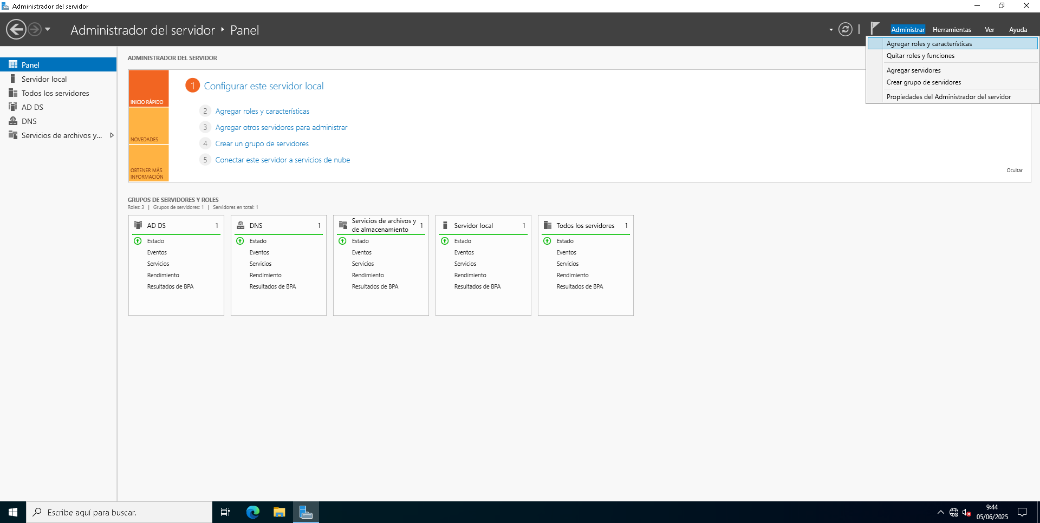 Administrador del servidor
Administrador del servidor ‣ Panel
Administrar Herramientas Ver Ayuda
Agregar roles y características
Quitar roles y funciones
Agregar servidores
Crear grupo de servidores
Propiedades del Administrador del servidor
Panel
Servidor local
Todos los servidores
AD DS
DNS
Servicios de archivos y...
ADMINISTRADOR DEL SERVIDOR
INICIO RÁPIDO
NOVEDADES
OBTENER MÁS
INFORMACIÓN
1 Configurar este servidor local
2 Agregar roles y características
3 Agregar otros servidores para administrar
4 Crear un grupo de servidores
5 Conectar este servidor a servicios de nube
Ocultar
GRUPOS DE SERVIDORES Y ROLES
Roles: 3 | Grupos de servidores: 1 | Servidores en total: 1
AD DS 1
Estado
Eventos
Servicios
Rendimiento
Resultados de BPA
DNS 1
Estado
Eventos
Servicios
Rendimiento
Resultados de BPA
Servicios de archivos y
de almacenamiento 1
Estado
Eventos
Servicios
Rendimiento
Resultados de BPA
Servidor local 1
Estado
Eventos
Servicios
Rendimiento
Resultados de BPA
Todos los servidores 1
Estado
Eventos
Servicios
Rendimiento
Resultados de BPA
Escribe aquí para buscar.
9:44
05/06/2025